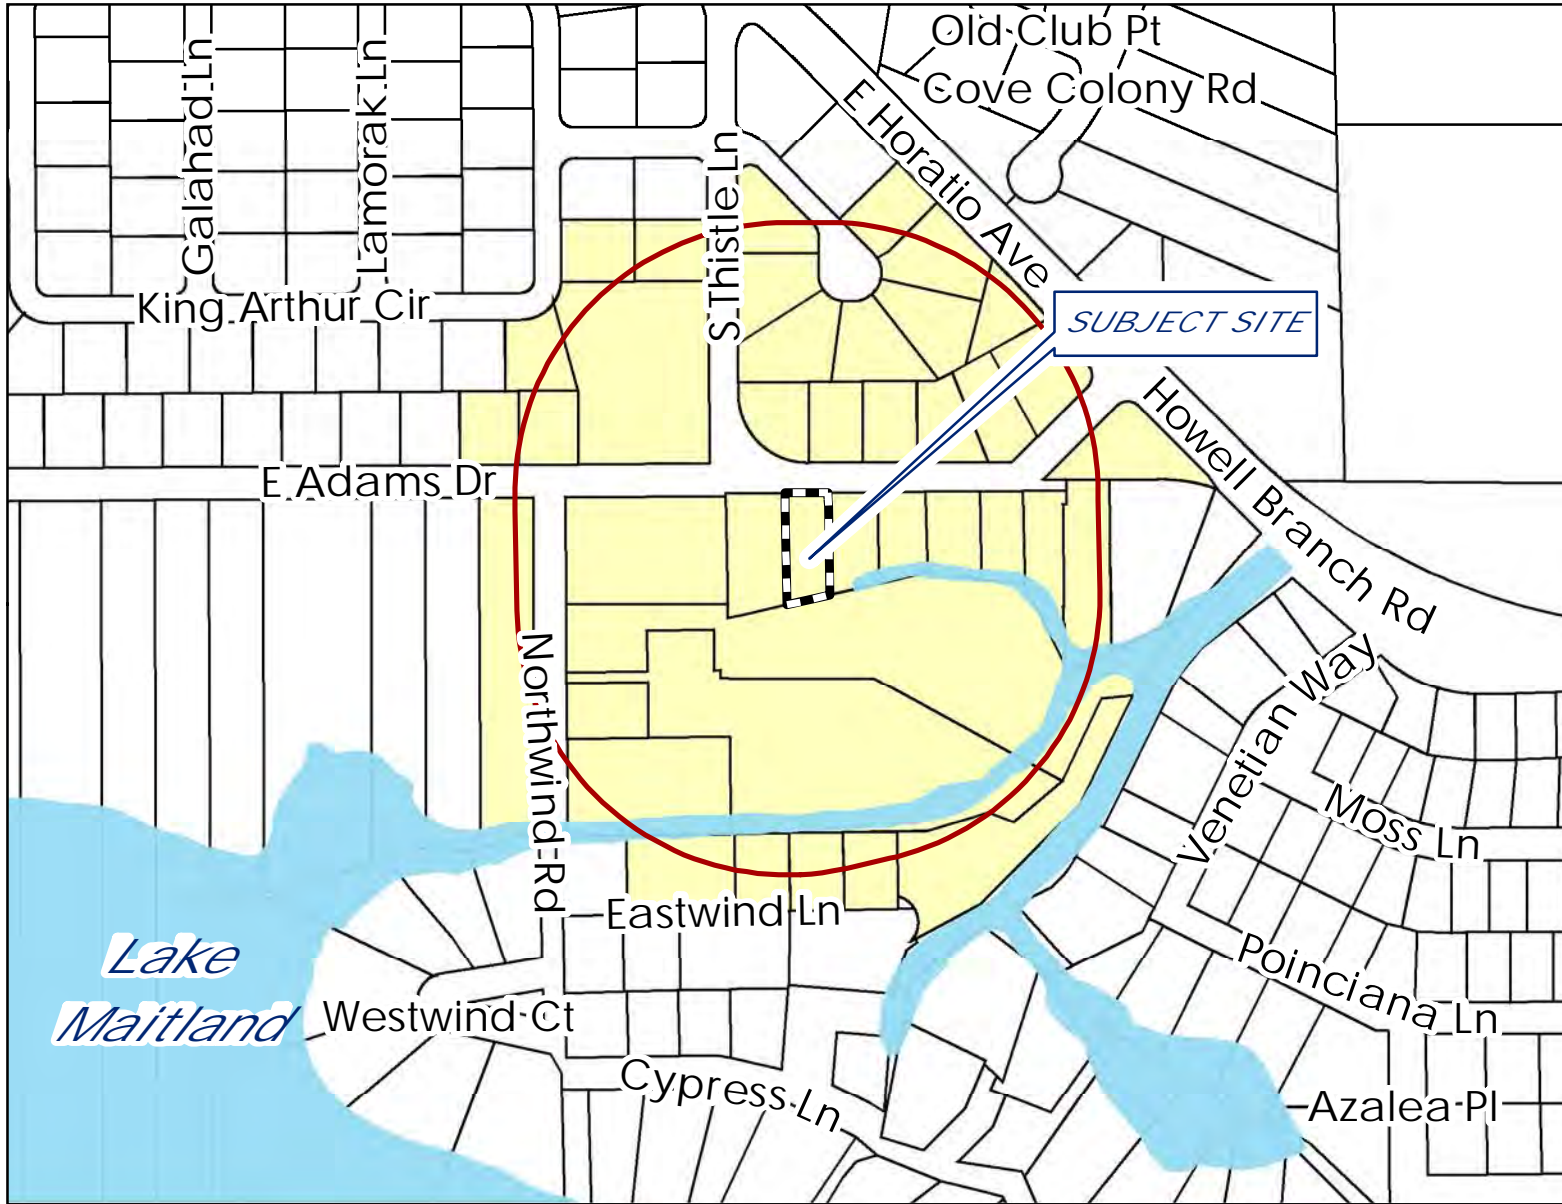 Old Club Pt
Cove Colony Rd
E Horatio Ave
Galahad Ln
Lamorak Ln
S Thistle Ln
King Arthur Cir
SUBJECT SITE
Howell Branch Rd
E Adams Dr
Northwind Rd
Venetian Way
Moss Ln
Eastwind Ln
Lake
Maitland
Westwind Ct
Poinciana Ln
Cypress Ln
Azalea Pl